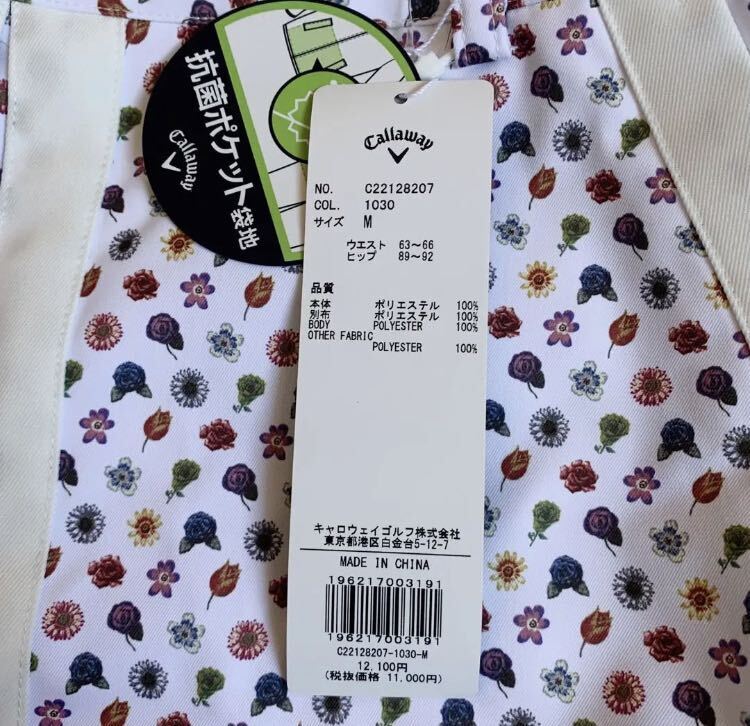 抗菌ポケット袋地
Callaway
Callaway
NO. C22128207
COL. 1030
サイズ M
ウエスト 63～66
ヒップ 89～92
品質
本体 ポリエステル 100%
別布 ポリエステル 100%
BODY POLYESTER 100%
OTHER FABRIC
POLYESTER 100%
キャロウェイゴルフ株式会社
東京都港区白金台5-12-7
MADE IN CHINA
196217003191
196217003191
C22128207-1030-M
12,100円
(税抜価格 11,000円)